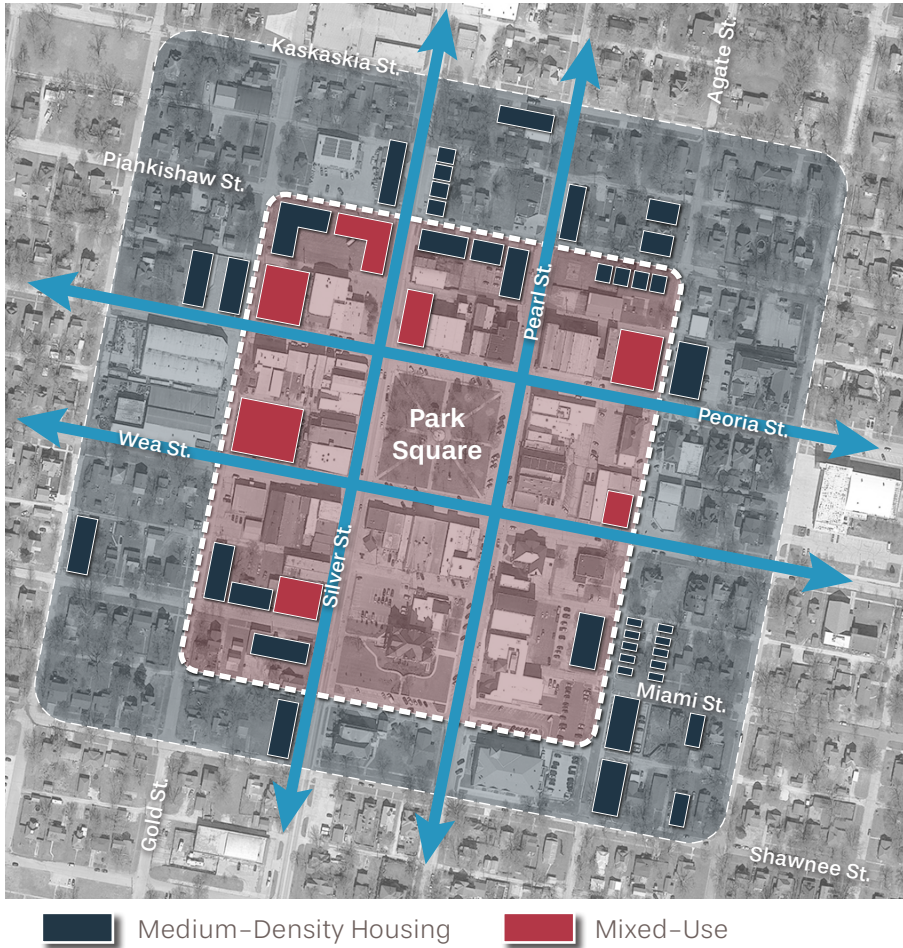 Kaskaskia St.
Agate St.
Piankishaw St.
Pearl St.
Park
Square
Peoria St.
Wea St.
Silver St.
Miami St.
Gold St.
Shawnee St.
Medium-Density Housing
Mixed-Use